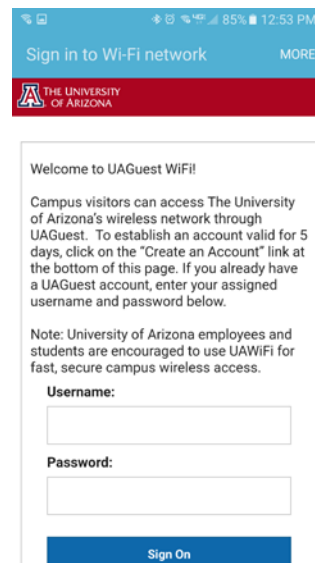 85% 12:53 PM
Sign in to Wi-Fi network MORE
A THE UNIVERSITY
OF ARIZONA
Welcome to UAGuest WiFi!
Campus visitors can access The University
of Arizona's wireless network through
UAGuest. To establish an account valid for 5
days, click on the "Create an Account" link at
the bottom of this page. If you already have
a UAGuest account, enter your assigned
username and password below.
Note: University of Arizona employees and
students are encouraged to use UAWiFi for
fast, secure campus wireless access.
Username:
Password:
Sign On